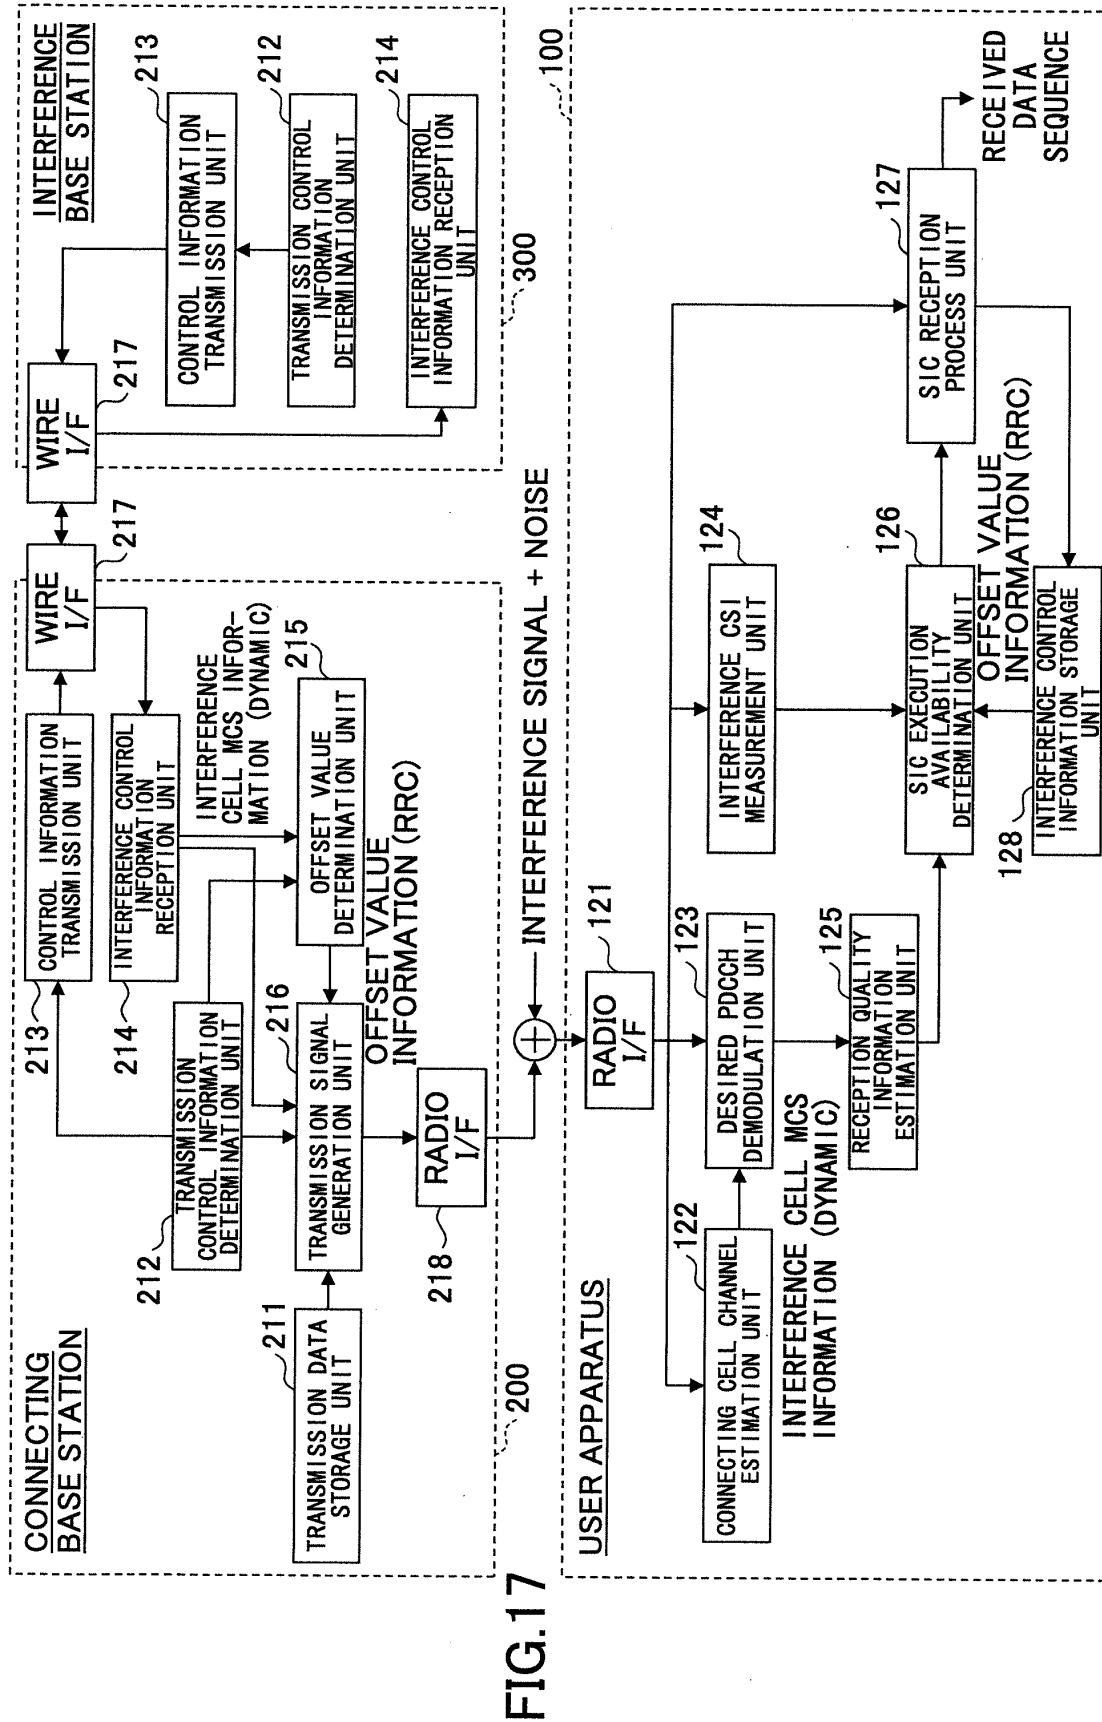 FIG.17
CONNECTING
BASE STATION
200
211
TRANSMISSION DATA
STORAGE UNIT
212
TRANSMISSION
CONTROL INFORMATION
DETERMINATION UNIT
213
CONTROL INFORMATION
TRANSMISSION UNIT
214
INTERFERENCE CONTROL
INFORMATION
RECEPTION UNIT
INTERFERENCE
CELL MCS INFOR-
MATION (DYNAMIC)
215
OFFSET VALUE
DETERMINATION UNIT
216
TRANSMISSION SIGNAL
GENERATION UNIT
OFFSET VALUE
INFORMATION (RRC)
218
RADIO
I/F
WIRE
I/F
217
WIRE
I/F
217
INTERFERENCE
BASE STATION
300
213
CONTROL INFORMATION
TRANSMISSION UNIT
212
TRANSMISSION CONTROL
INFORMATION
DETERMINATION UNIT
214
INTERFERENCE CONTROL
INFORMATION RECEPTION
UNIT
INTERFERENCE SIGNAL + NOISE
USER APPARATUS
100
121
RADIO
I/F
122
CONNECTING CELL CHANNEL
ESTIMATION UNIT
123
DESIRED PDCCH
DEMODULATION UNIT
INTERFERENCE CELL MCS
INFORMATION (DYNAMIC)
124
INTERFERENCE CSI
MEASUREMENT UNIT
125
RECEPTION QUALITY
INFORMATION
ESTIMATION UNIT
126
SIC EXECUTION
AVAILABILITY
DETERMINATION UNIT
OFFSET VALUE
INFORMATION (RRC)
127
SIC RECEPTION
PROCESS UNIT
128
INTERFERENCE CONTROL
INFORMATION STORAGE
UNIT
RECEIVED
DATA
SEQUENCE